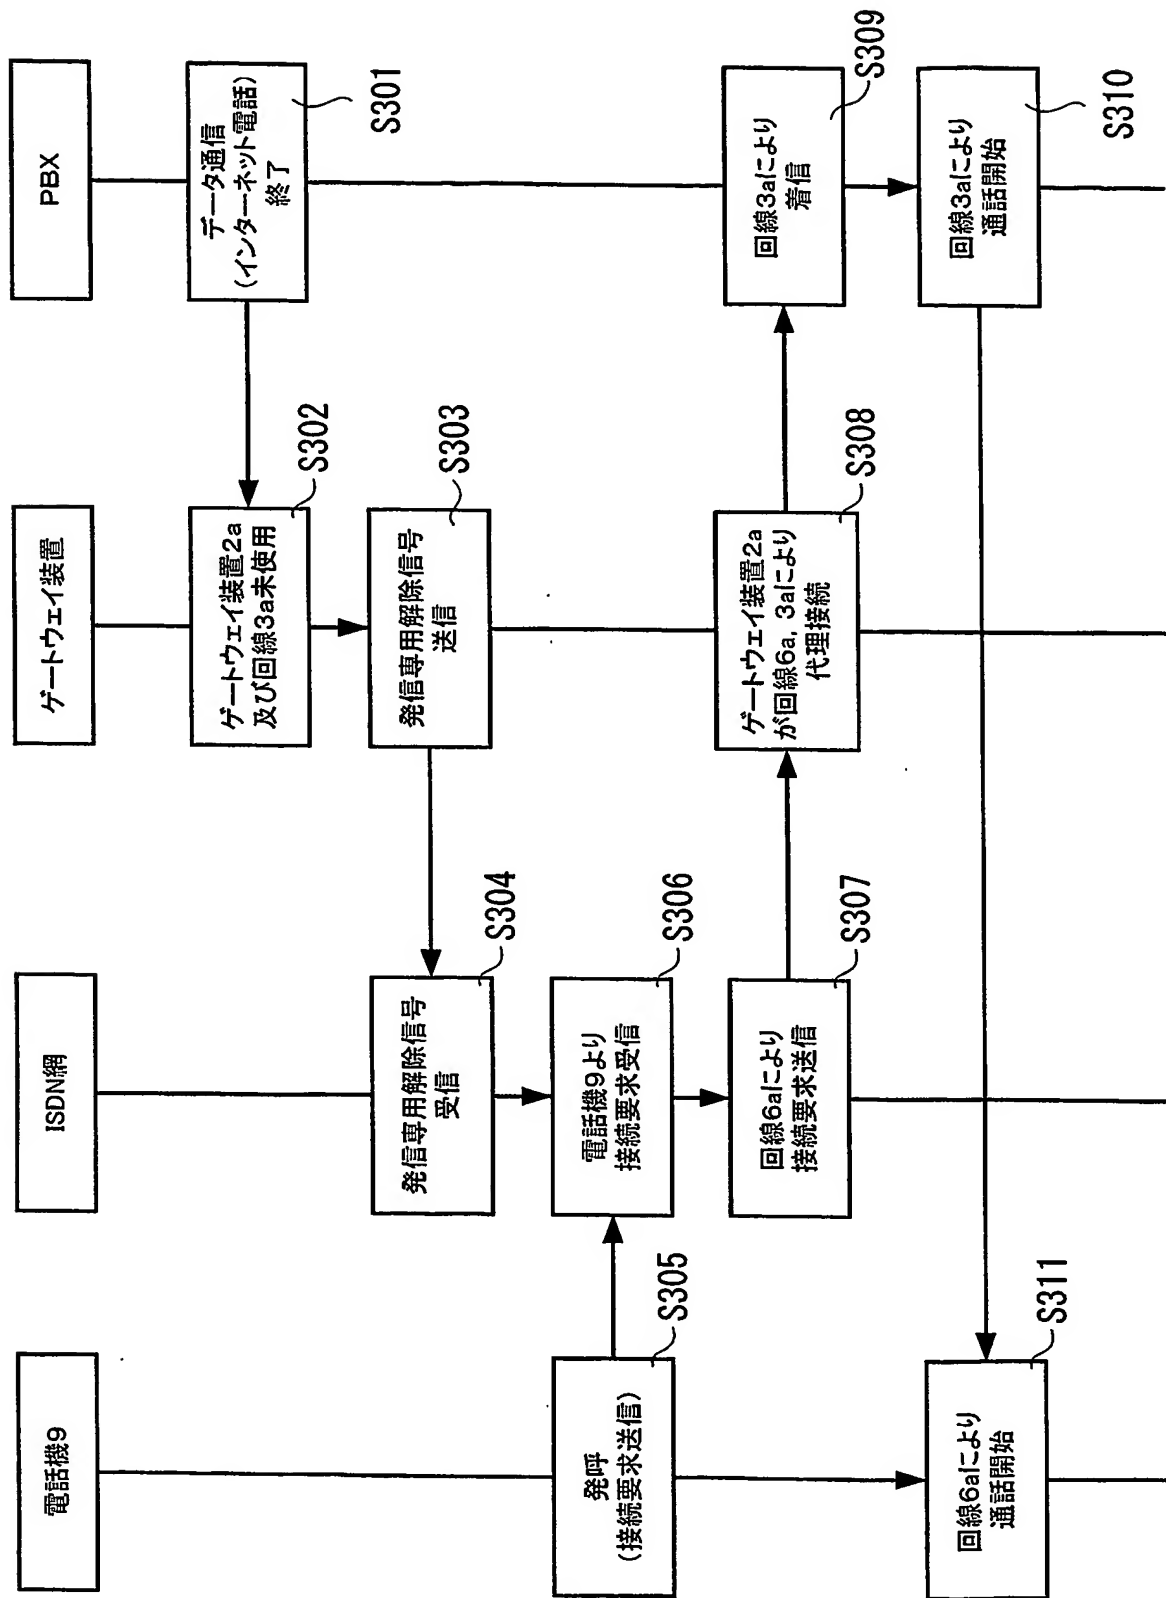 電話機9
ISDN網
ゲートウェイ装置
PBX
データ通信
(インターネット電話)
終了
S301
ゲートウェイ装置2a
及び回線3a未使用
S302
発信専用解除信号
送信
S303
発信専用解除信号
受信
S304
発呼
(接続要求送信)
S305
電話機9より
接続要求受信
S306
回線6aにより
接続要求送信
S307
ゲートウェイ装置2a
が回線6a, 3aにより
代理接続
S308
回線3aにより
着信
S309
回線3aにより
通話開始
S310
回線6aにより
通話開始
S311